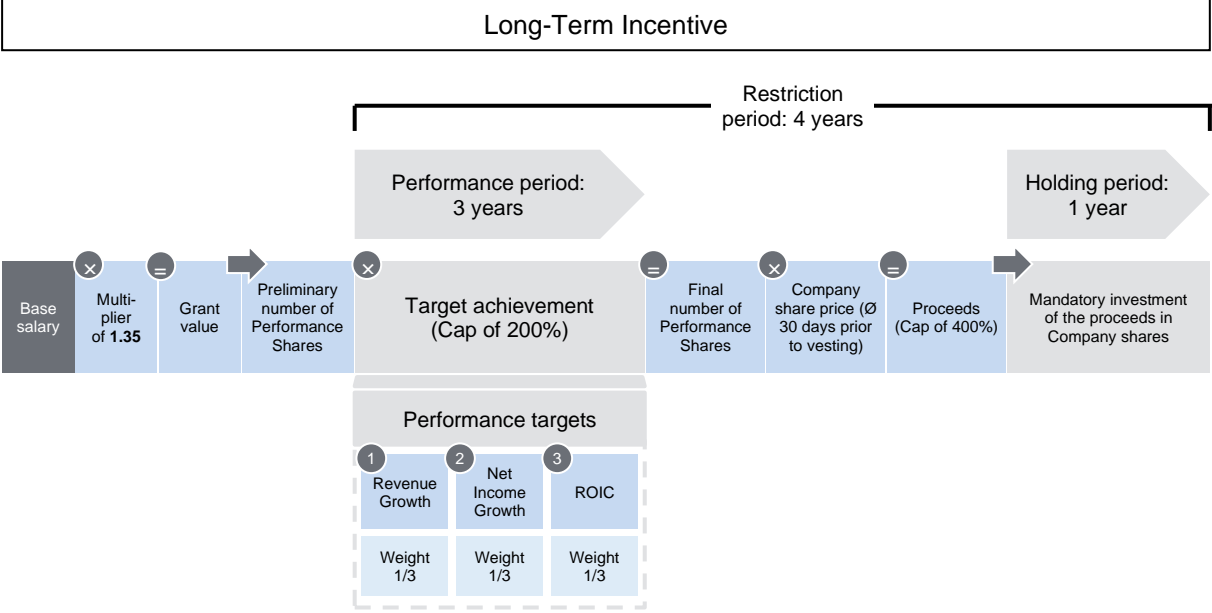 Long-Term Incentive
Restriction
period: 4 years
Performance period:
3 years
Holding period:
1 year
Base
salary
×
Multi-
plier
of 1.35
=
Grant
value
Preliminary
number of
Performance
Shares
×
Target achievement
(Cap of 200%)
=
Final
number of
Performance
Shares
×
Company
share price (Ø
30 days prior
to vesting)
=
Proceeds
(Cap of 400%)
Mandatory investment
of the proceeds in
Company shares
Performance targets
1
Revenue
Growth
2
Net
Income
Growth
3
ROIC
Weight
1/3
Weight
1/3
Weight
1/3